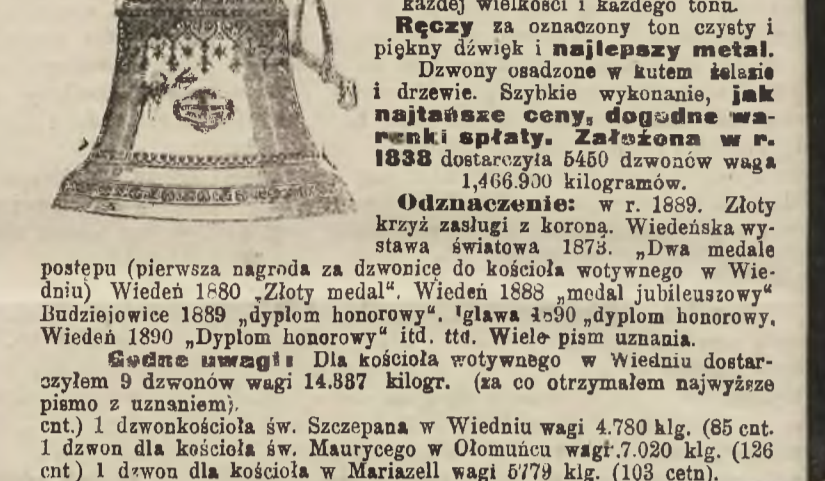 każdej wielkości i każdego tonu.
Ręczy za oznaczony ton czysty i
piękny dźwięk i najlepszy metal.
Dzwony osadzone w kutem żelazie
i drzewie. Szybkie wykonanie, jak
najtańsze ceny, dogodne wa-
runki spłaty. Założona w r.
1838 dostarczyła 5450 dzwonów waga
1,466.900 kilogramów.
Odznaczenie: w r. 1889. Złoty
krzyż zasługi z koroną. Wiedeńska wy-
stawa światowa 1873. „Dwa medale
postępu (pierwsza nagroda za dzwonicę do kościoła wotywnego w Wie-
dniu) Wiedeń 1880 „Złoty medal“. Wiedeń 1888 „medal jubileuszowy“
Budziejowice 1889 „dyplom honorowy“. Iglawa 1890 „dyplom honorowy.
Wiedeń 1890 „Dyplom honorowy“ itd. ttd. Wiele pism uznania.
Godne uwagi: Dla kościoła wotywnego w Wiedniu dostar-
czyłem 9 dzwonów wagi 14.887 kilogr. (za co otrzymałem najwyższe
pismo z uznaniem).
cnt.) 1 dzwonkościoła św. Szczepana w Wiedniu wagi 4.780 klg. (85 cnt.
1 dzwon dla kościoła św. Maurycego w Ołomuńcu wagi.7.020 klg. (126
cnt) 1 dzwon dla kościoła w Mariazell wagi 5779 klg. (103 cetn).